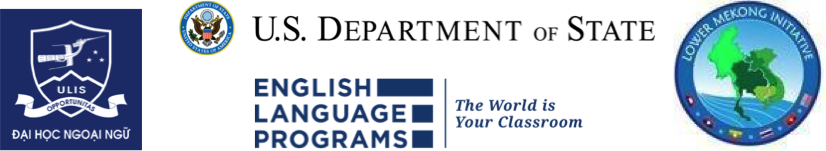 ULIS
OPPORTUNITAS
ĐẠI HỌC NGOẠI NGỮ
U.S. DEPARTMENT OF STATE
ENGLISH
LANGUAGE
PROGRAMS
The World is
Your Classroom
LOWER MEKONG INITIATIVE